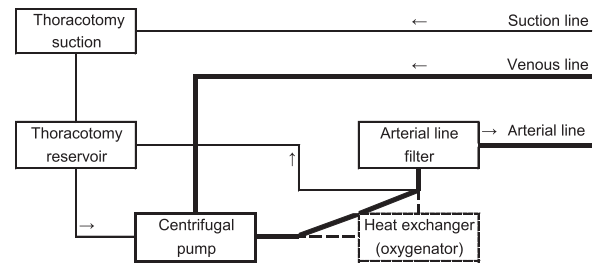 Thoracotomy
suction
← Suction line
← Venous line
Thoracotomy
reservoir
↑
Arterial line
filter
→ Arterial line
→
Centrifugal
pump
Heat exchanger
(oxygenator)